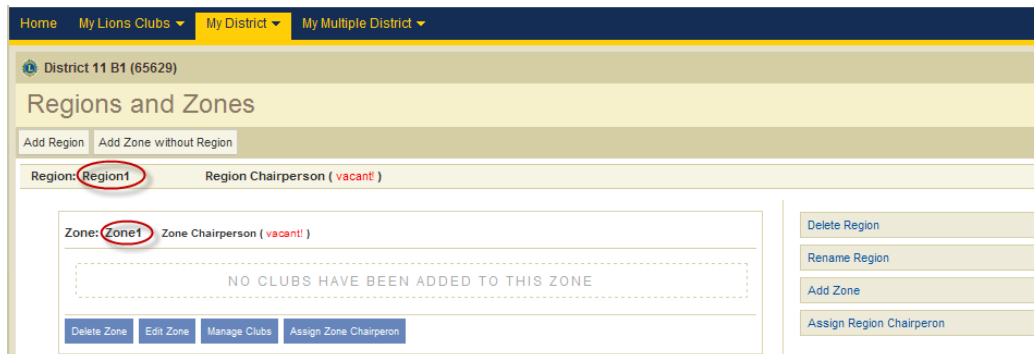 Home My Lions Clubs My District My Multiple District
District 11 B1 (65629)
Regions and Zones
Add Region Add Zone without Region
Region: Region1 Region Chairperson ( vacant! )
Zone: Zone1 Zone Chairperson ( vacant! )
NO CLUBS HAVE BEEN ADDED TO THIS ZONE
Delete Zone Edit Zone Manage Clubs Assign Zone Chairperon
Delete Region
Rename Region
Add Zone
Assign Region Chairperon